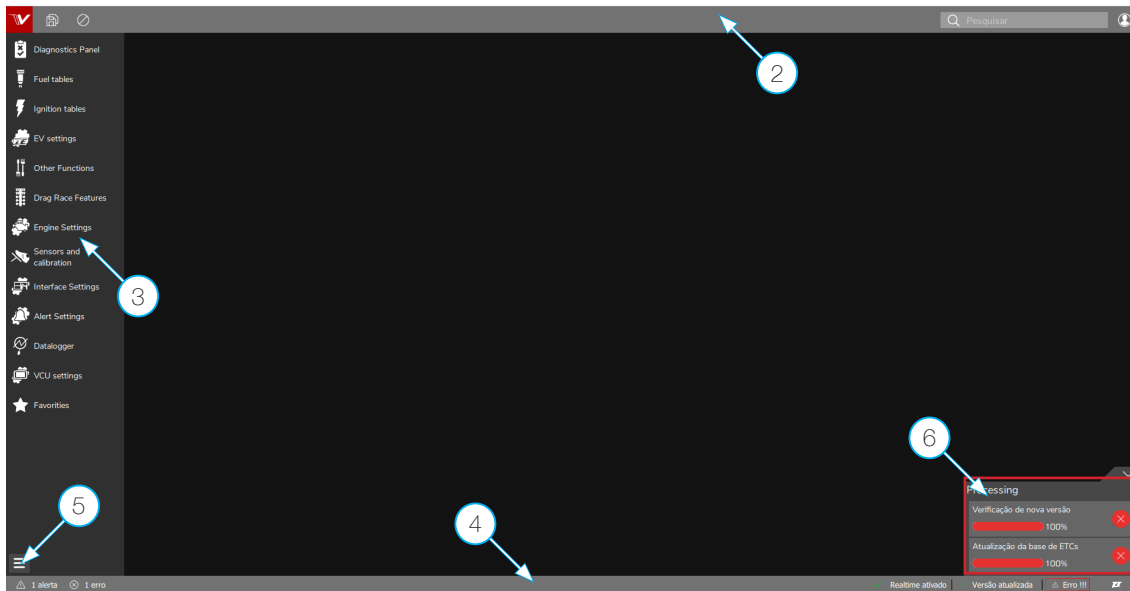 Pesquisar
Diagnostics Panel
2
Fuel tables
Ignition tables
EV settings
Other Functions
Drag Race Features
Engine Settings
Sensors and
calibration
3
Interface Settings
Alert Settings
Datalogger
VCU settings
Favorities
6
Processing
5
Verificação de nova versão
100%
4
Atualização da base de ETCs
100%
1 alerta
1 erro
Realtime ativado
Versão atualizada
Erro !!!